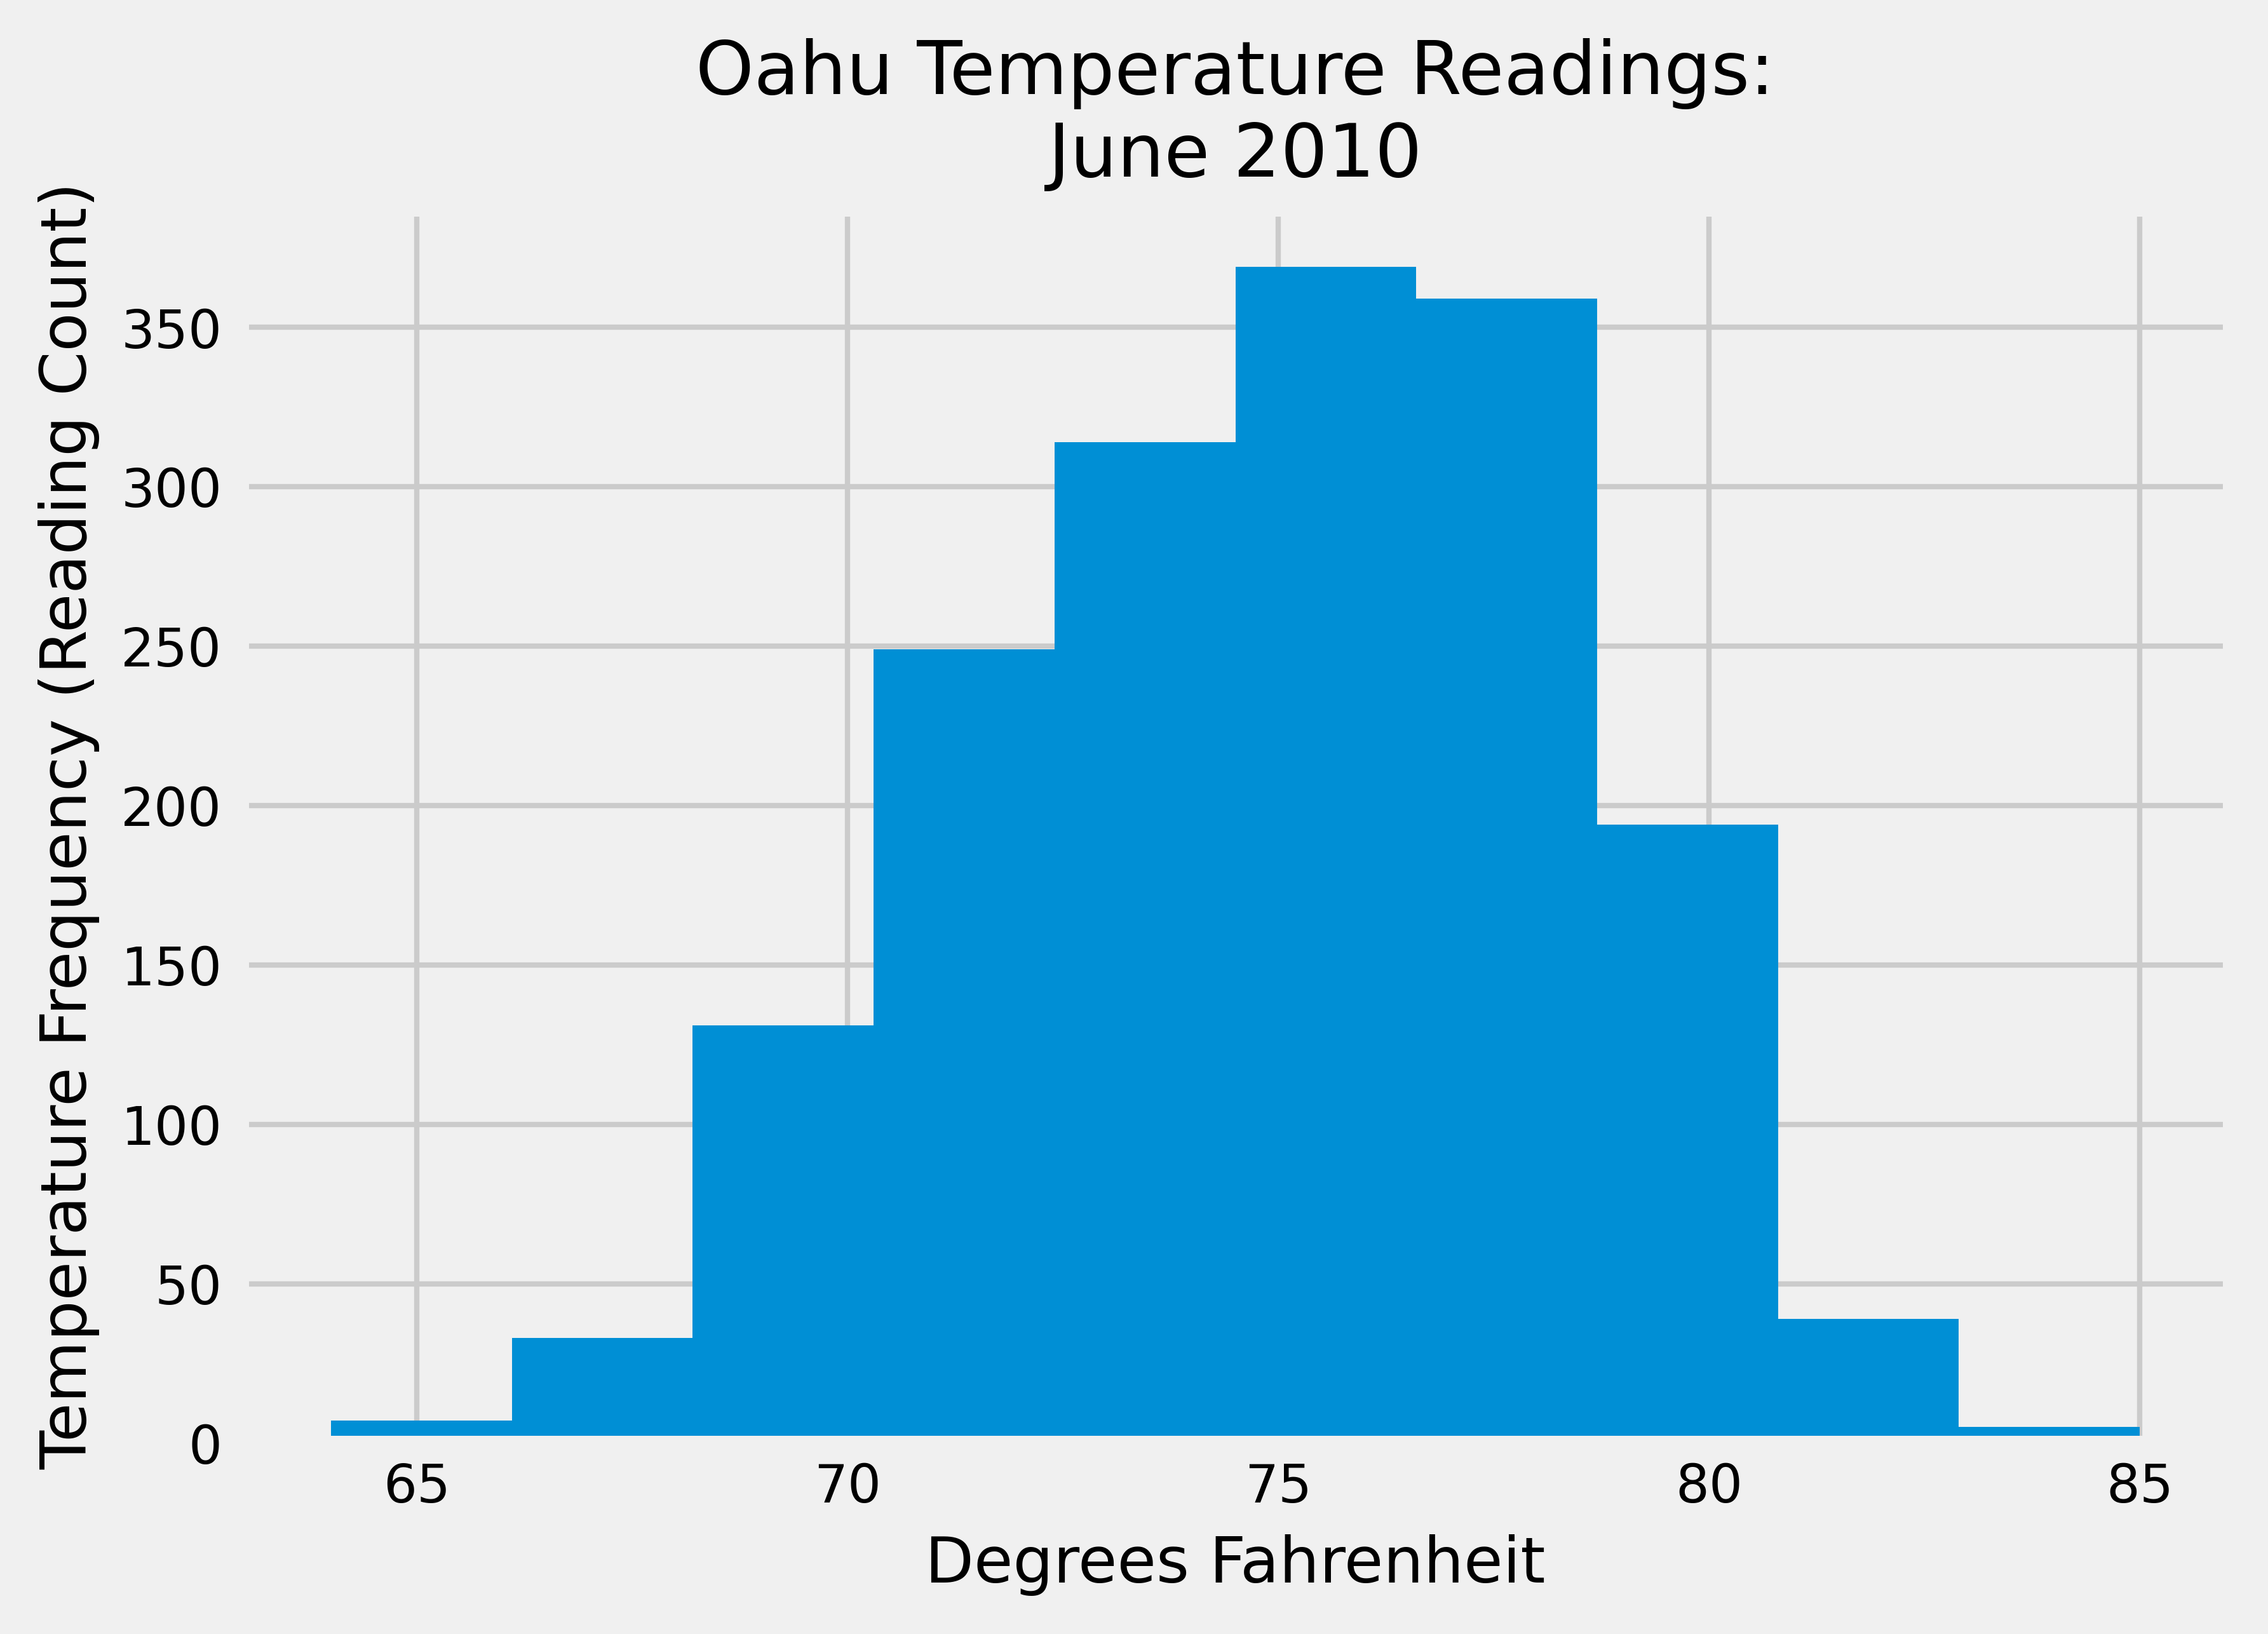 Oahu Temperature Readings:
June 2010
Temperature Frequency (Reading Count)
350
300
250
200
150
100
50
0
65 70 75 80 85
Degrees Fahrenheit